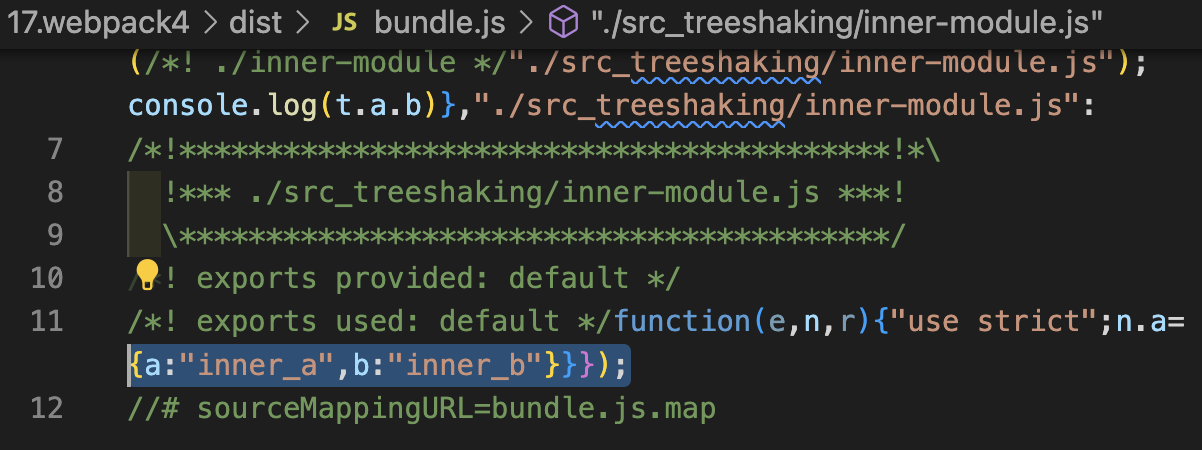 17.webpack4 > dist > JS bundle.js > "./src_treeshaking/inner-module.js"
(/*! ./inner-module */"./src_treeshaking/inner-module.js");
console.log(t.a.b)},"./src_treeshaking/inner-module.js":
7 /*!*****************************************!*\
8   !*** ./src_treeshaking/inner-module.js ***!
9   \*****************************************/
10 /*! exports provided: default */
11 /*! exports used: default */function(e,n,r){"use strict";n.a=
{a:"inner_a",b:"inner_b"}}});
12 //# sourceMappingURL=bundle.js.map